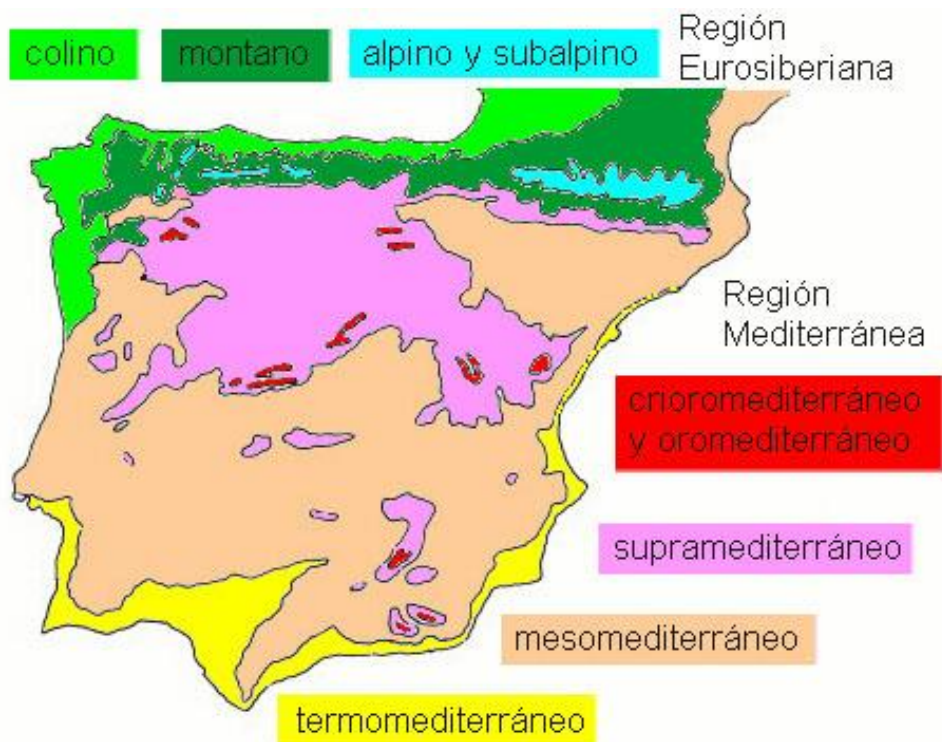 colino
montano
alpino y subalpino
Región
Eurosiberiana
Región
Mediterránea
crioromediterráneo
y oromediterráneo
supramediterráneo
mesomediterráneo
termomediterráneo